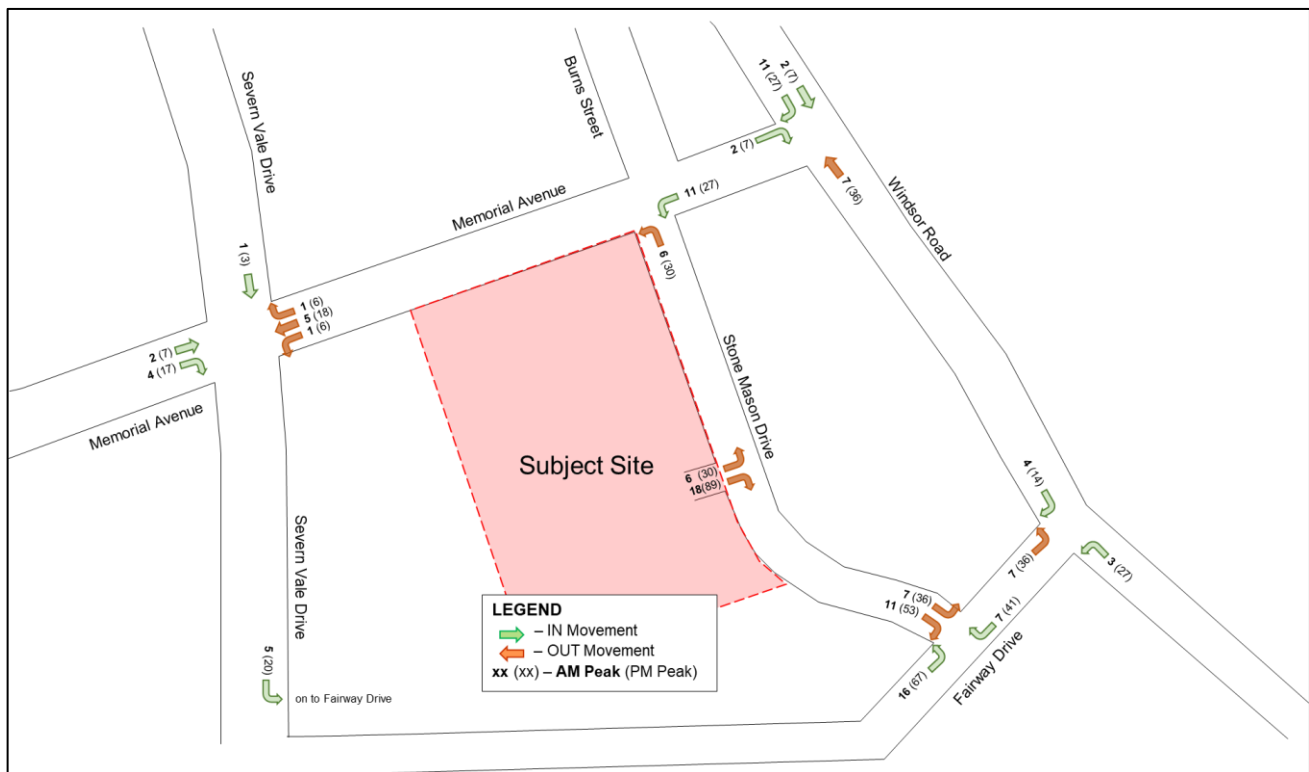 Severn Vale Drive
Burns Street
2 (7)
11 (27)
2 (7)
7 (36)
Windsor Road
Memorial Avenue
11 (27)
6 (30)
1 (3)
1 (6)
5 (18)
1 (6)
2 (7)
4 (17)
Memorial Avenue
Stone Mason Drive
Subject Site
6 (30)
18(89)
4 (14)
7 (36)
3 (27)
Severn Vale Drive
7 (36)
11 (53)
7 (41)
16 (67)
Fairway Drive
LEGEND
– IN Movement
– OUT Movement
xx (xx) – AM Peak (PM Peak)
5 (20)
on to Fairway Drive